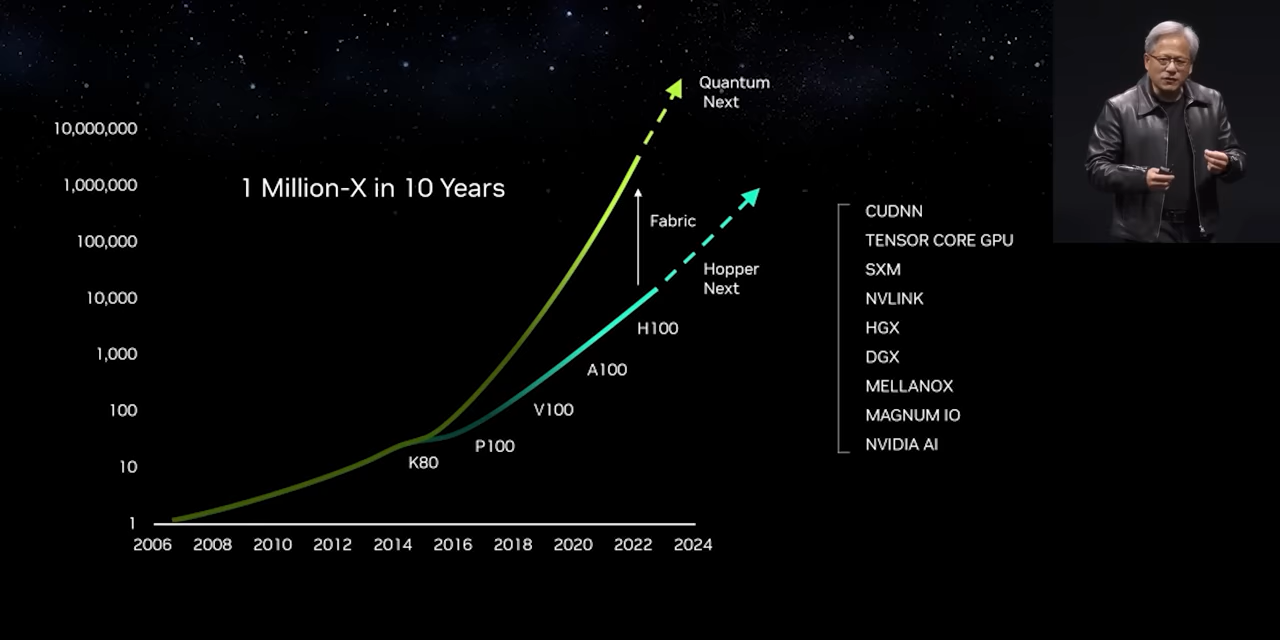 Quantum
Next
10,000,000
1 Million-X in 10 Years
1,000,000
100,000
10,000
1,000
100
10
1
Fabric
Hopper
Next
H100
A100
V100
P100
K80
2006 2008 2010 2012 2014 2016 2018 2020 2022 2024
CUDNN
TENSOR CORE GPU
SXM
NVLINK
HGX
DGX
MELLANOX
MAGNUM IO
NVIDIA AI